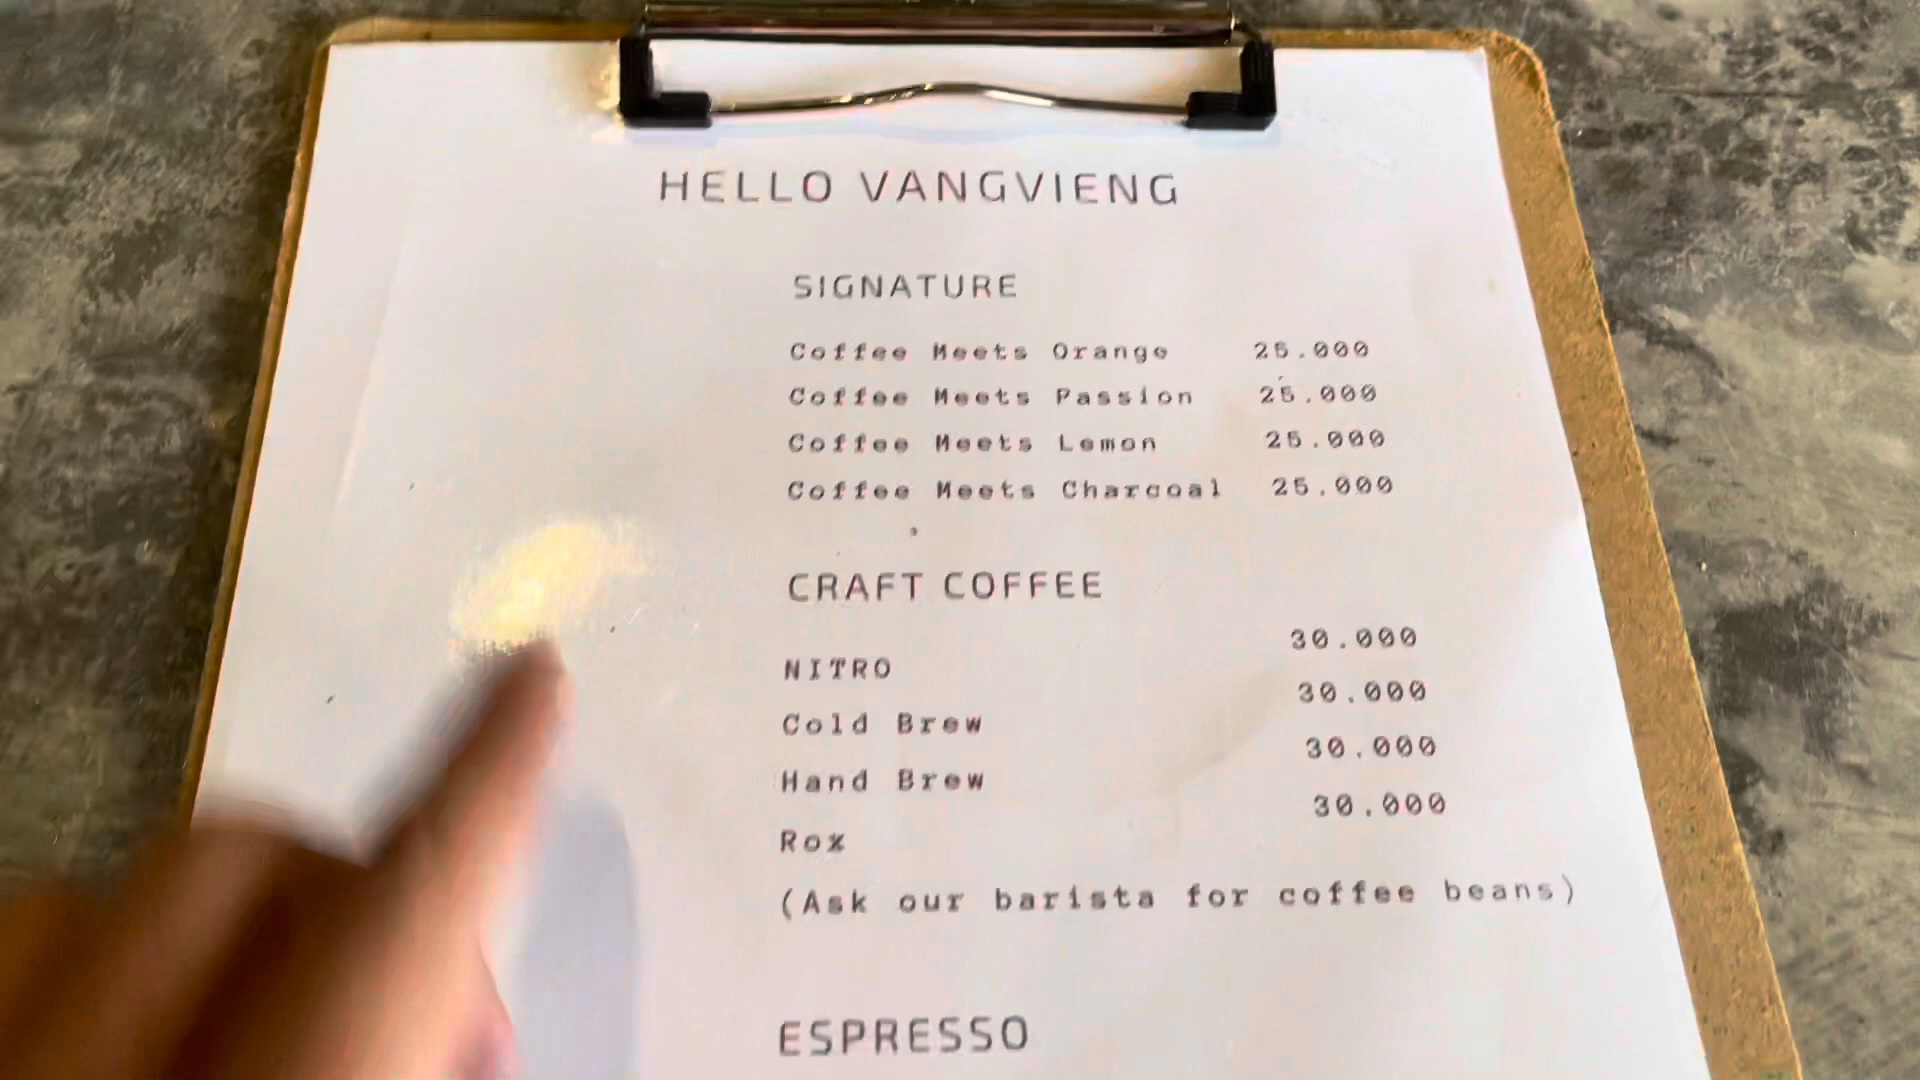 HELLO VANGVIENG
SIGNATURE
Coffee Meets Orange 25.000
Coffee Meets Passion 25.000
Coffee Meets Lemon 25.000
Coffee Meets Charcoal 25.000
CRAFT COFFEE
NITRO 30.000
Cold Brew 30.000
Hand Brew 30.000
Rox 30.000
(Ask our barista for coffee beans)
ESPRESSO